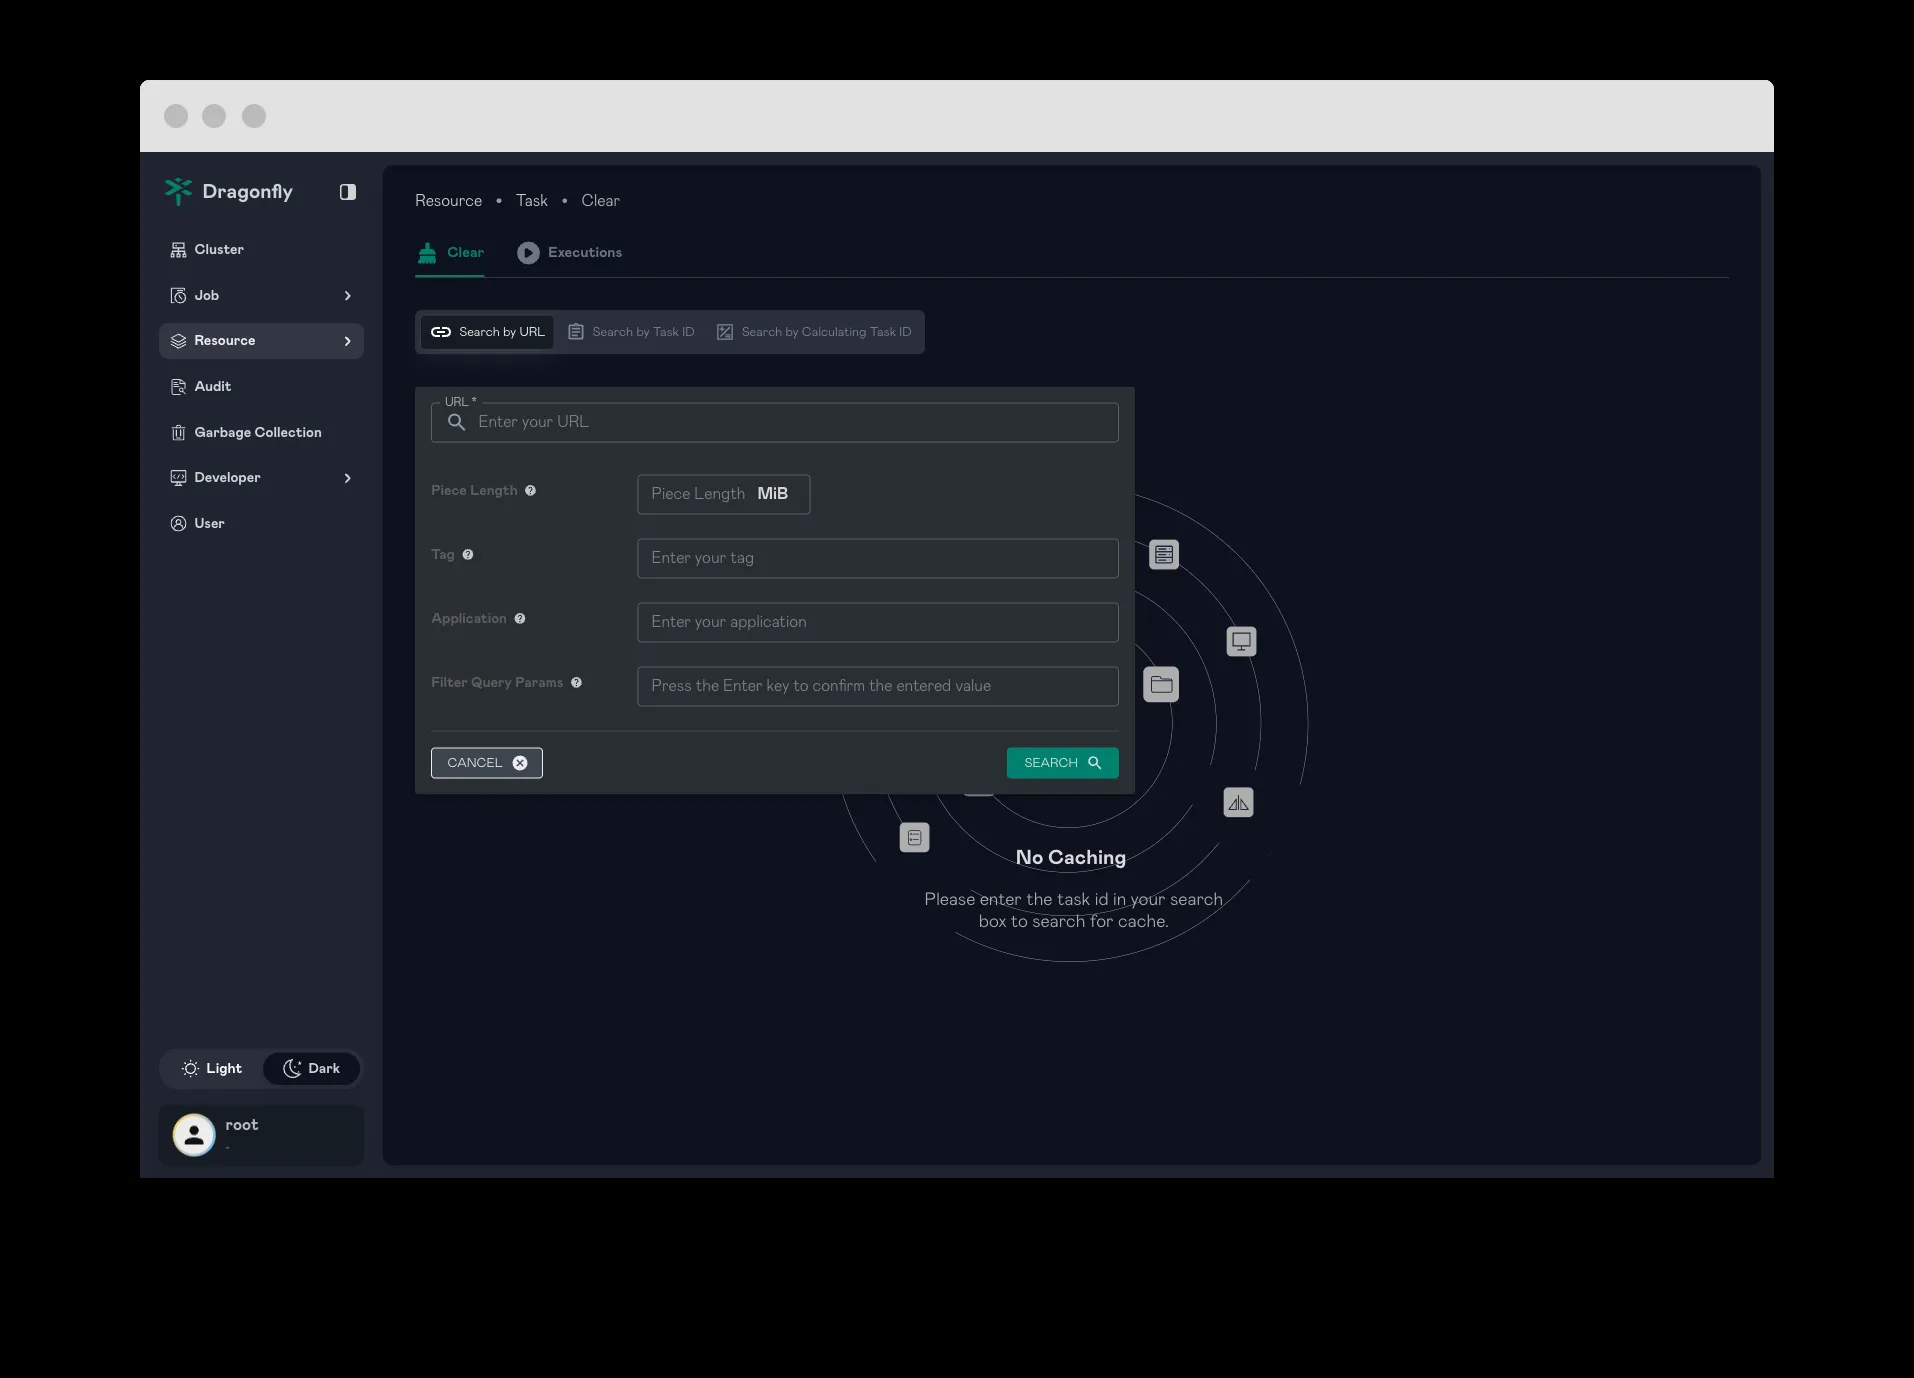 Dragonfly
Cluster
Job
Resource
Audit
Garbage Collection
Developer
User
Light
Dark
root
-
Resource • Task • Clear
Clear
Executions
Search by URL
Search by Task ID
Search by Calculating Task ID
URL *
Enter your URL
Piece Length
Piece Length MiB
Tag
Enter your tag
Application
Enter your application
Filter Query Params
Press the Enter key to confirm the entered value
CANCEL
SEARCH
No Caching
Please enter the task id in your search
box to search for cache.